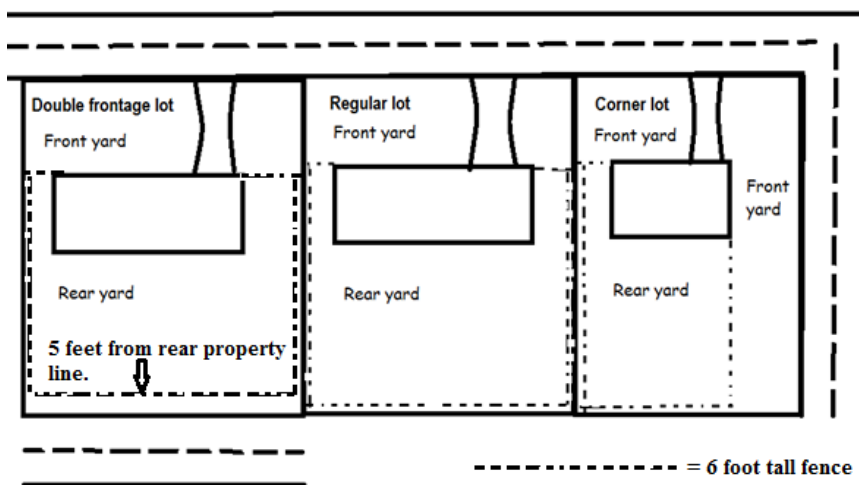 Double frontage lot
Front yard
Regular lot
Front yard
Corner lot
Front yard
Front
yard
Rear yard
Rear yard
Rear yard
5 feet from rear property
line.
= 6 foot tall fence